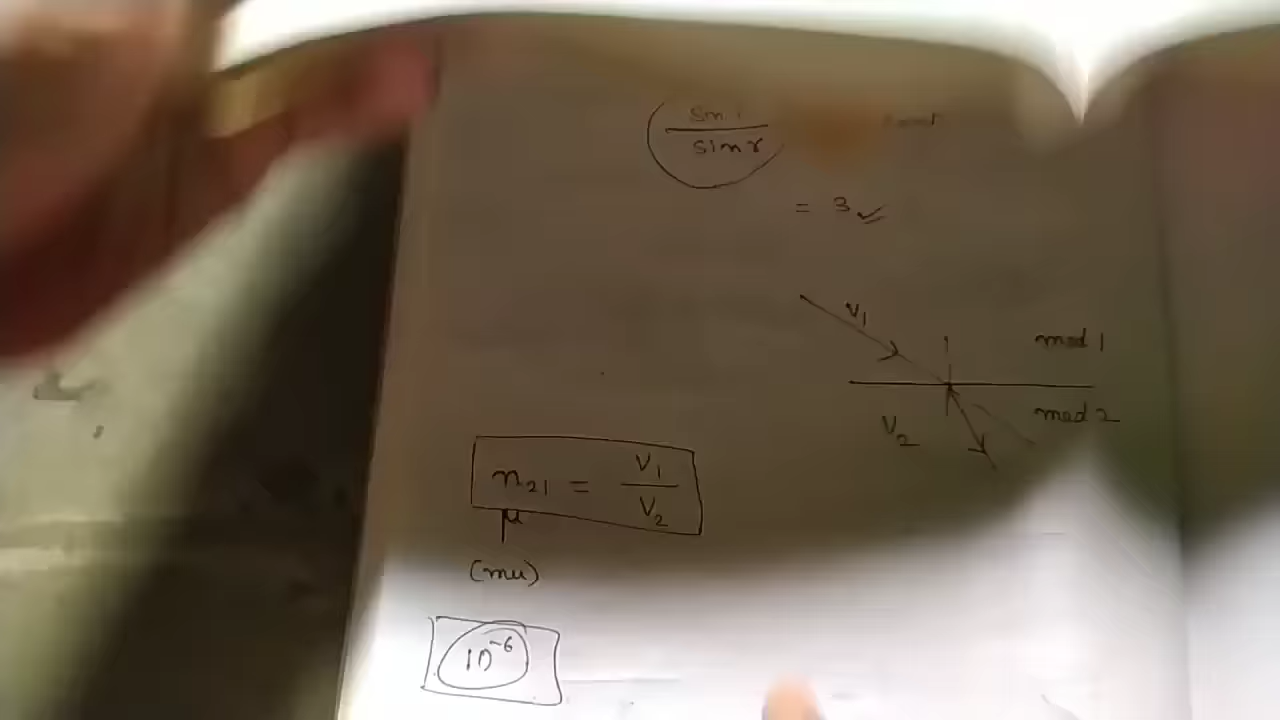 sin i
sin r
= 3
V1
med 1
med 2
V2
n21 = V1
V2
μ
(mu)
10^-6